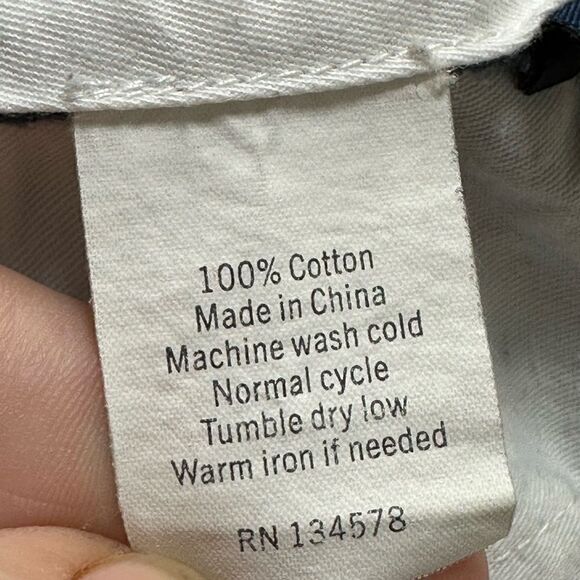 100% Cotton
Made in China
Machine wash cold
Normal cycle
Tumble dry low
Warm iron if needed
RN 134578